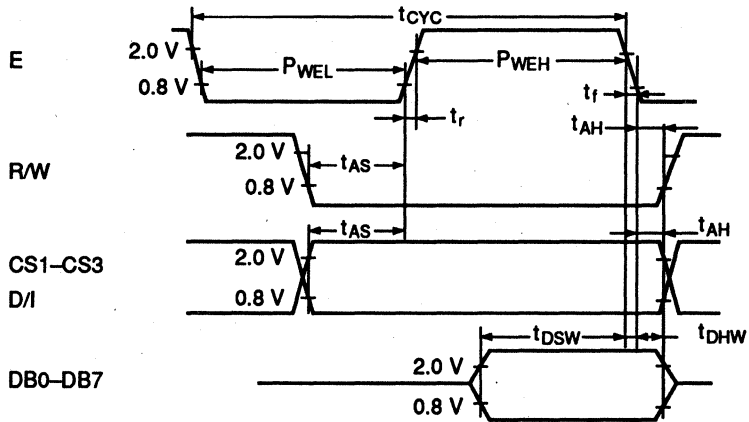 tCYC
E
2.0 V
PWEL
PWEH
0.8 V
tf
tr
tAH
R/W
2.0 V
tAS
0.8 V
tAS
tAH
CS1–CS3
2.0 V
D/I
0.8 V
tDSW
tDHW
DB0–DB7
2.0 V
0.8 V